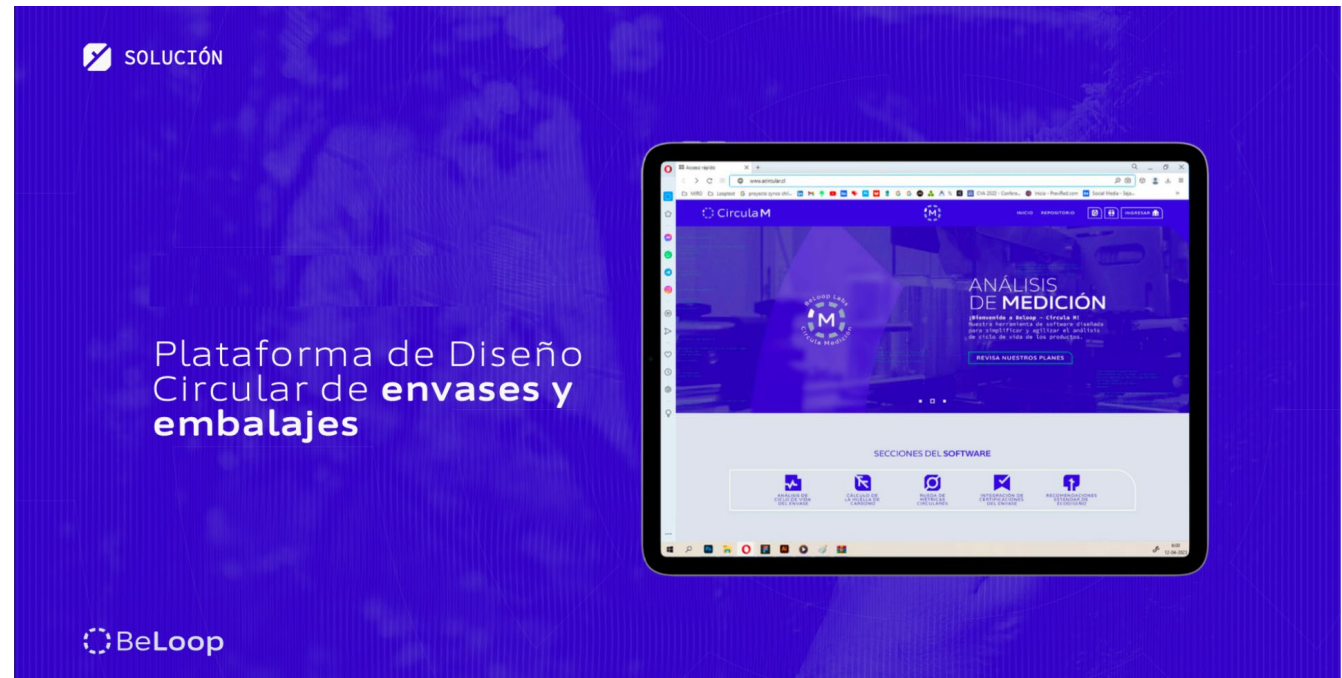 SOLUCIÓN
Plataforma de Diseño
Circular de envases y
embalajes
BeLoop
Acceso rápido
CirculaM
M
INICIO
REPOSITORIO
INGRESAR
BeLoop Labs
M
Circula Medición
ANÁLISIS
DE MEDICIÓN
¡Bienvenido a Beloop - Circula M!
Nuestra herramienta de software diseñada
para simplificar y agilizar el análisis
de ciclo de vida de los productos.
REVISA NUESTROS PLANES
SECCIONES DEL SOFTWARE
ANÁLISIS DE
CICLO DE VIDA
DEL ENVASE
CÁLCULO DE
LA HUELLA DE
CARBONO
RUEDA DE
MÉTRICAS
CIRCULARES
INTEGRACIÓN DE
CERTIFICACIONES
DEL ENVASE
RECOMENDACIONES
ESTÁNDAR DE
ECODISEÑO